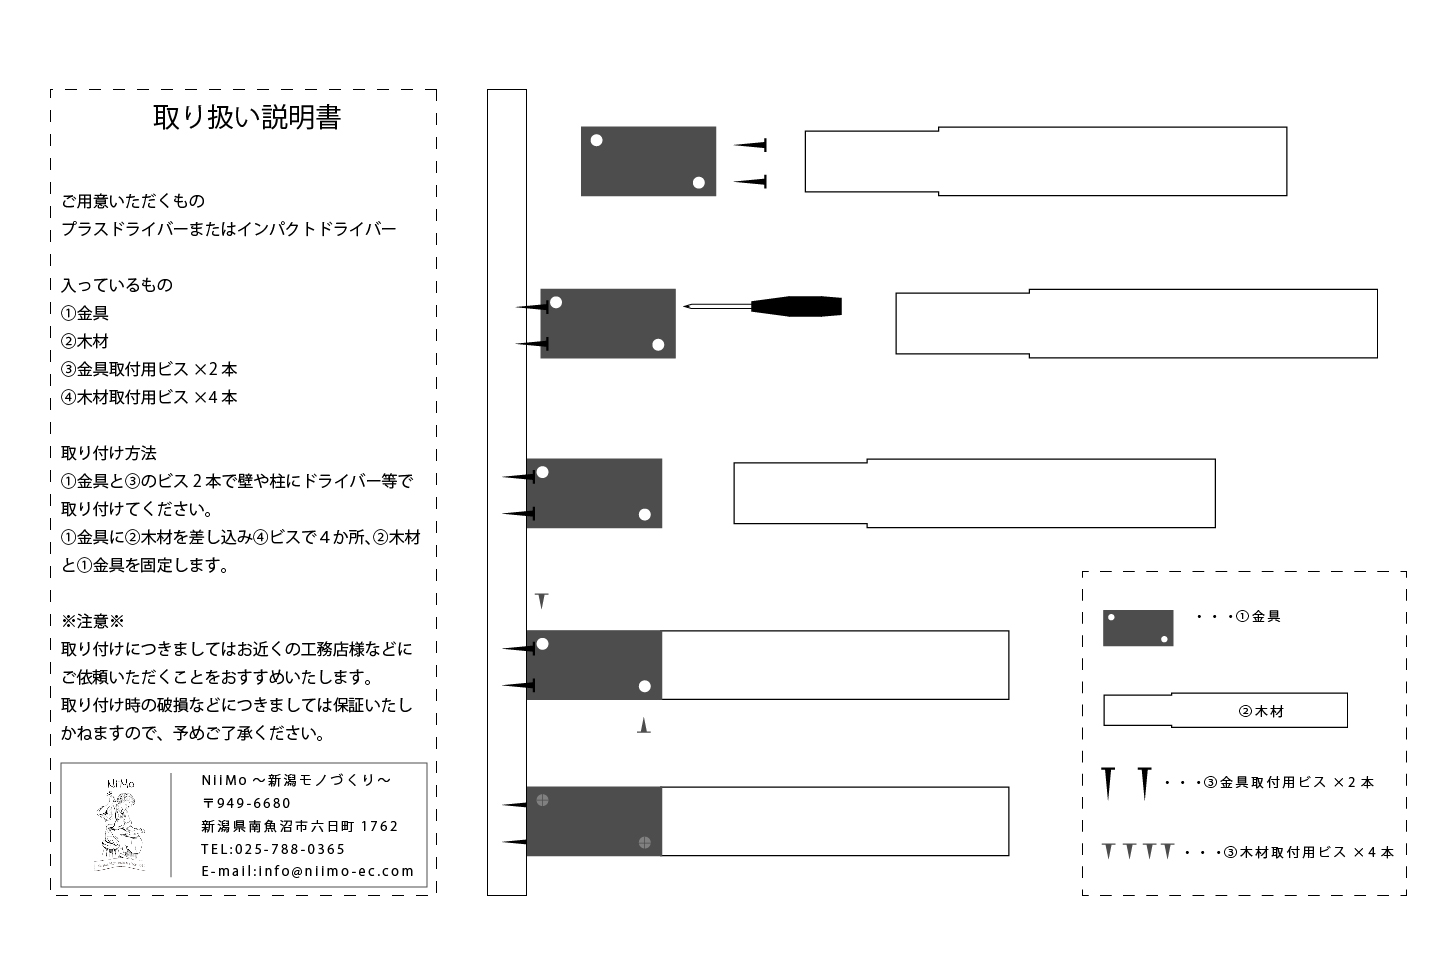 取り扱い説明書
ご用意いただくもの
プラスドライバーまたはインパクトドライバー
入っているもの
①金具
②木材
③金具取付用ビス ×2 本
④木材取付用ビス ×4 本
取り付け方法
①金具と③のビス 2 本で壁や柱にドライバー等で
取り付けてください。
①金具に②木材を差し込み④ビスで４か所、②木材
と①金具を固定します。
※注意※
取り付けにつきましてはお近くの工務店様などに
ご依頼いただくことをおすすめいたします。
取り付け時の破損などにつきましては保証いたし
かねますので、予めご了承ください。
NiiMo
NiiMo ～新潟モノづくり～
〒949-6680
新潟県南魚沼市六日町 1762
TEL:025-788-0365
E-mail:info@niimo-ec.com
・・・①金具
②木材
・・・③金具取付用ビス ×2 本
・・・③木材取付用ビス ×4 本